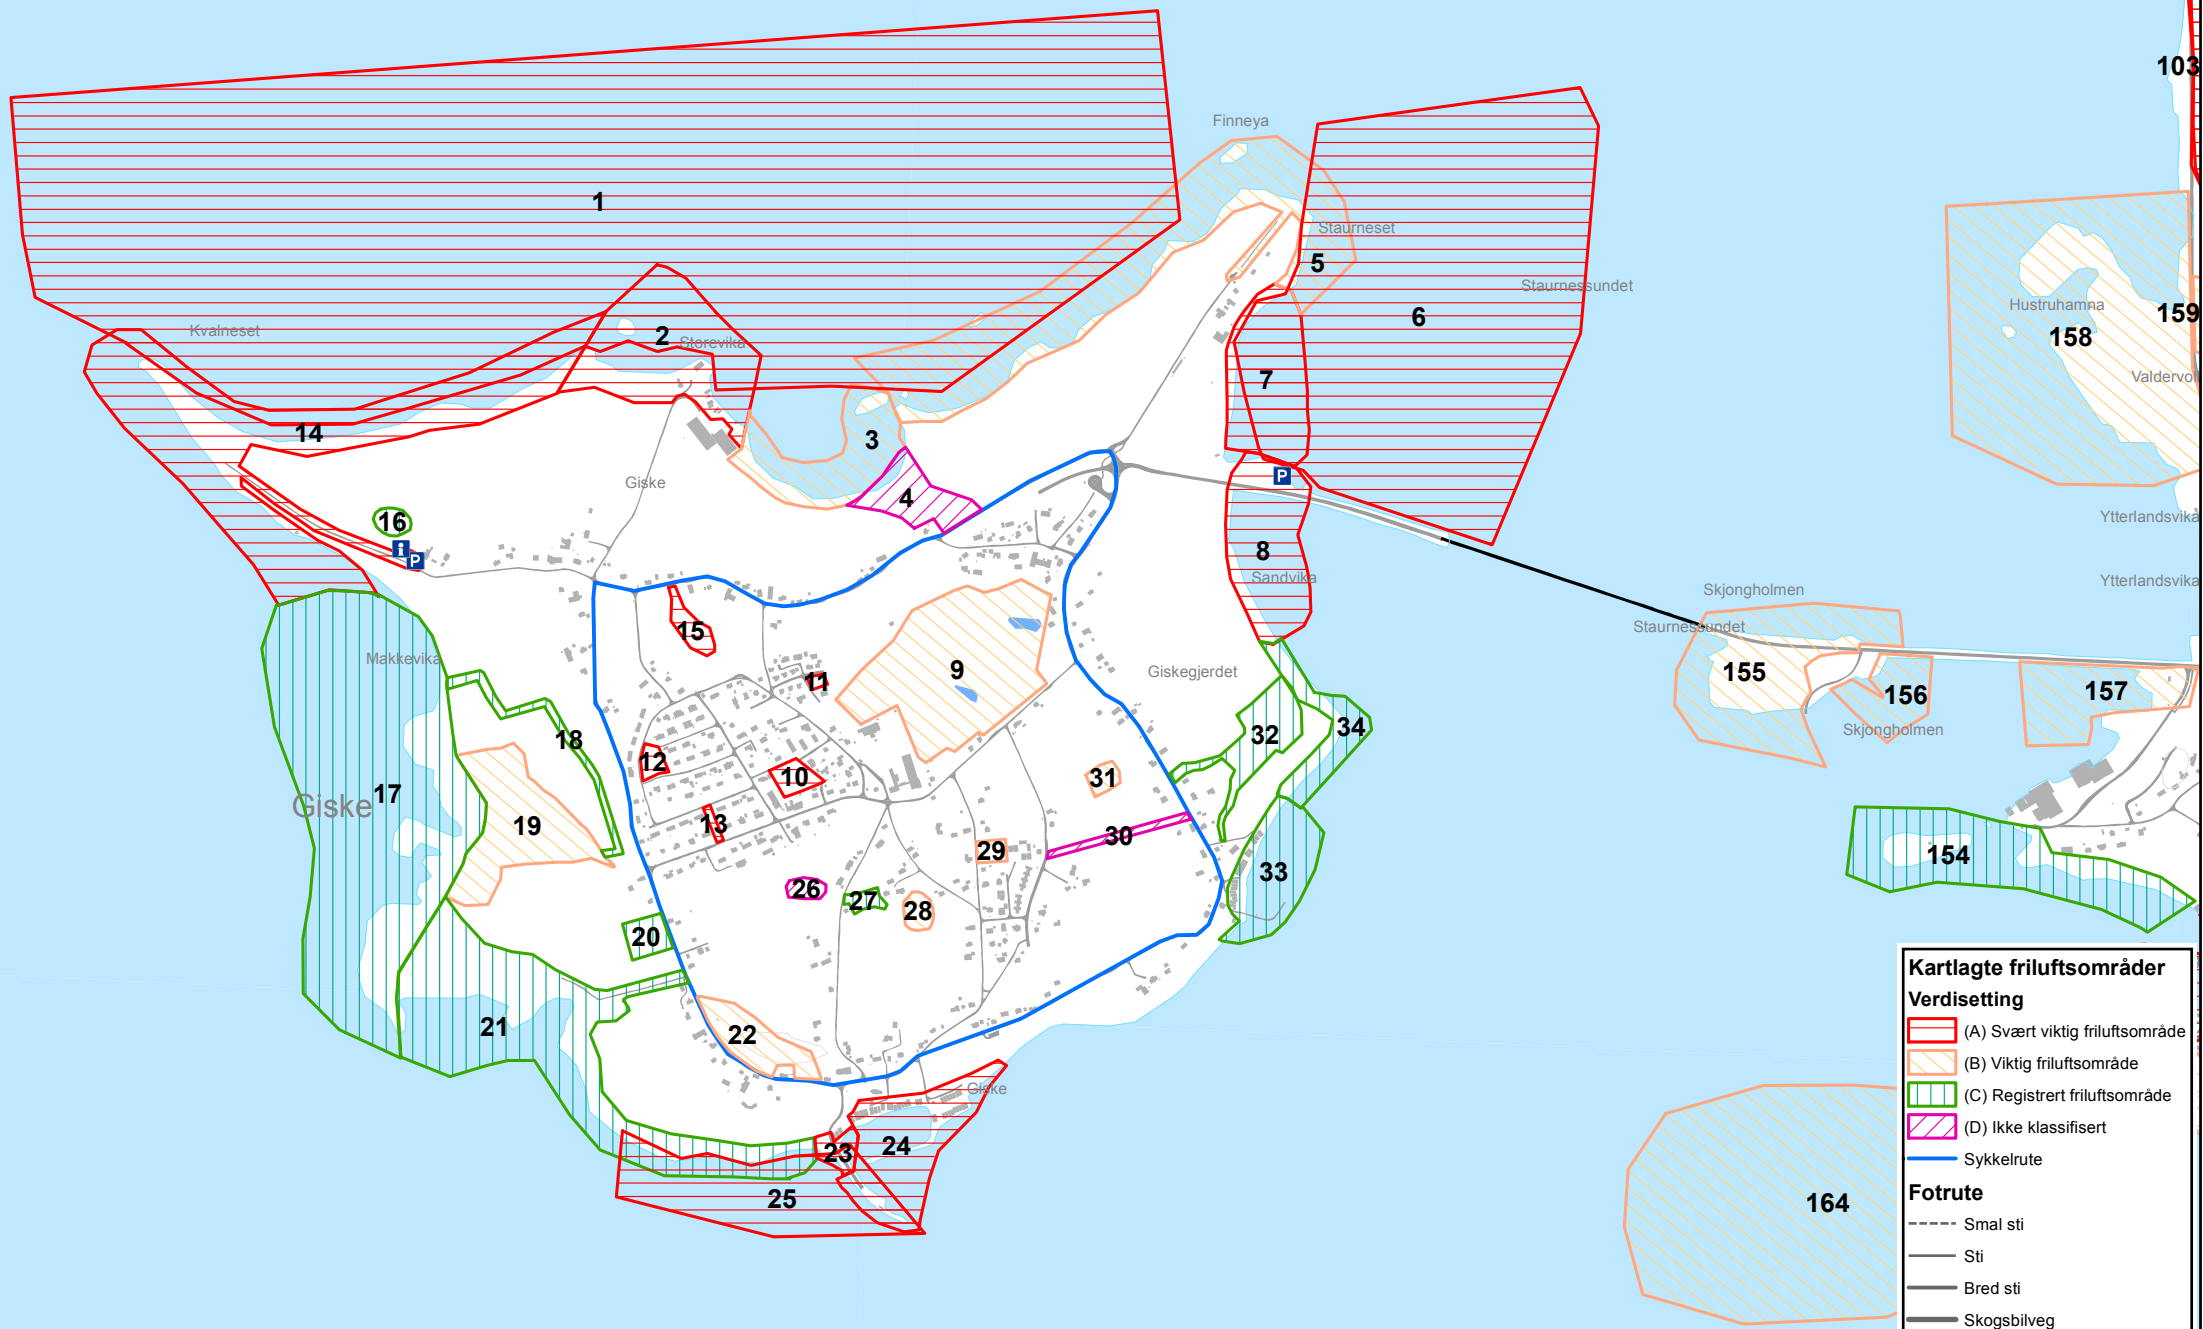 103
Finneya
1
Staurneset
5
Staurnessundet
Hustruhamna
159
6
Kvalneset
2
Storevika
158
7
Valdervoll
14
3
P
Giske
4
16
Ytterlandsvika
i
P
8
Sandvika
Ytterlandsvika
Skjongholmen
15
Staurnessundet
Makkevika
9
Giskegjerdet
11
155
156
157
34
32
18
Skjongholmen
12
10
31
17
Giske
19
13
30
29
154
33
26
27
28
20
21
22
Giske
24
23
25
164
Kartlagte friluftsområder
Verdisetting
(A) Svært viktig friluftsområde
(B) Viktig friluftsområde
(C) Registrert friluftsområde
(D) Ikke klassifisert
Sykkelrute
Fotrute
Smal sti
Sti
Bred sti
Skogsbilveg